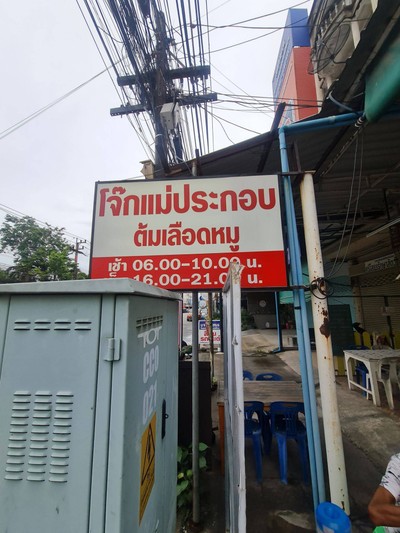 โจ๊กแม่ประกอบ
ต้มเลือดหมู
เช้า 06.00-10.00 น.
16.00-21.00 น.
CCU